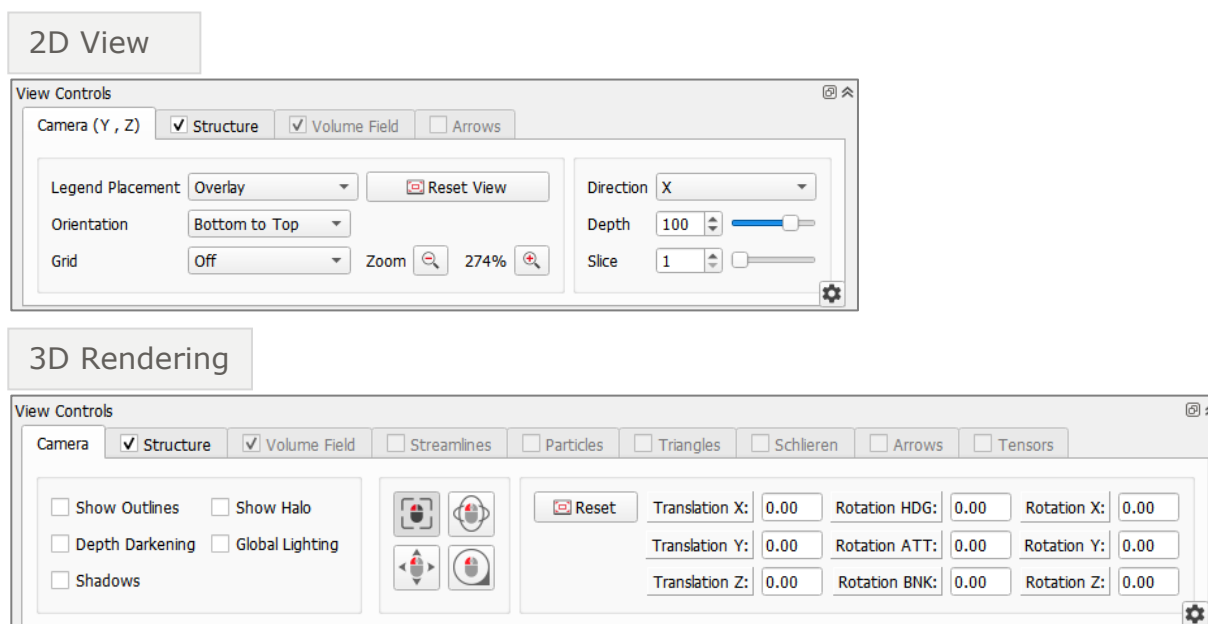 2D View
View Controls
Camera (Y , Z) Structure Volume Field Arrows
Legend Placement Overlay Reset View Direction X
Orientation Bottom to Top Depth 100
Grid Off Zoom 274% Slice 1
3D Rendering
View Controls
Camera Structure Volume Field Streamlines Particles Triangles Schlieren Arrows Tensors
Show Outlines Show Halo Reset Translation X: 0.00 Rotation HDG: 0.00 Rotation X: 0.00
Depth Darkening Global Lighting Translation Y: 0.00 Rotation ATT: 0.00 Rotation Y: 0.00
Shadows Translation Z: 0.00 Rotation BNK: 0.00 Rotation Z: 0.00